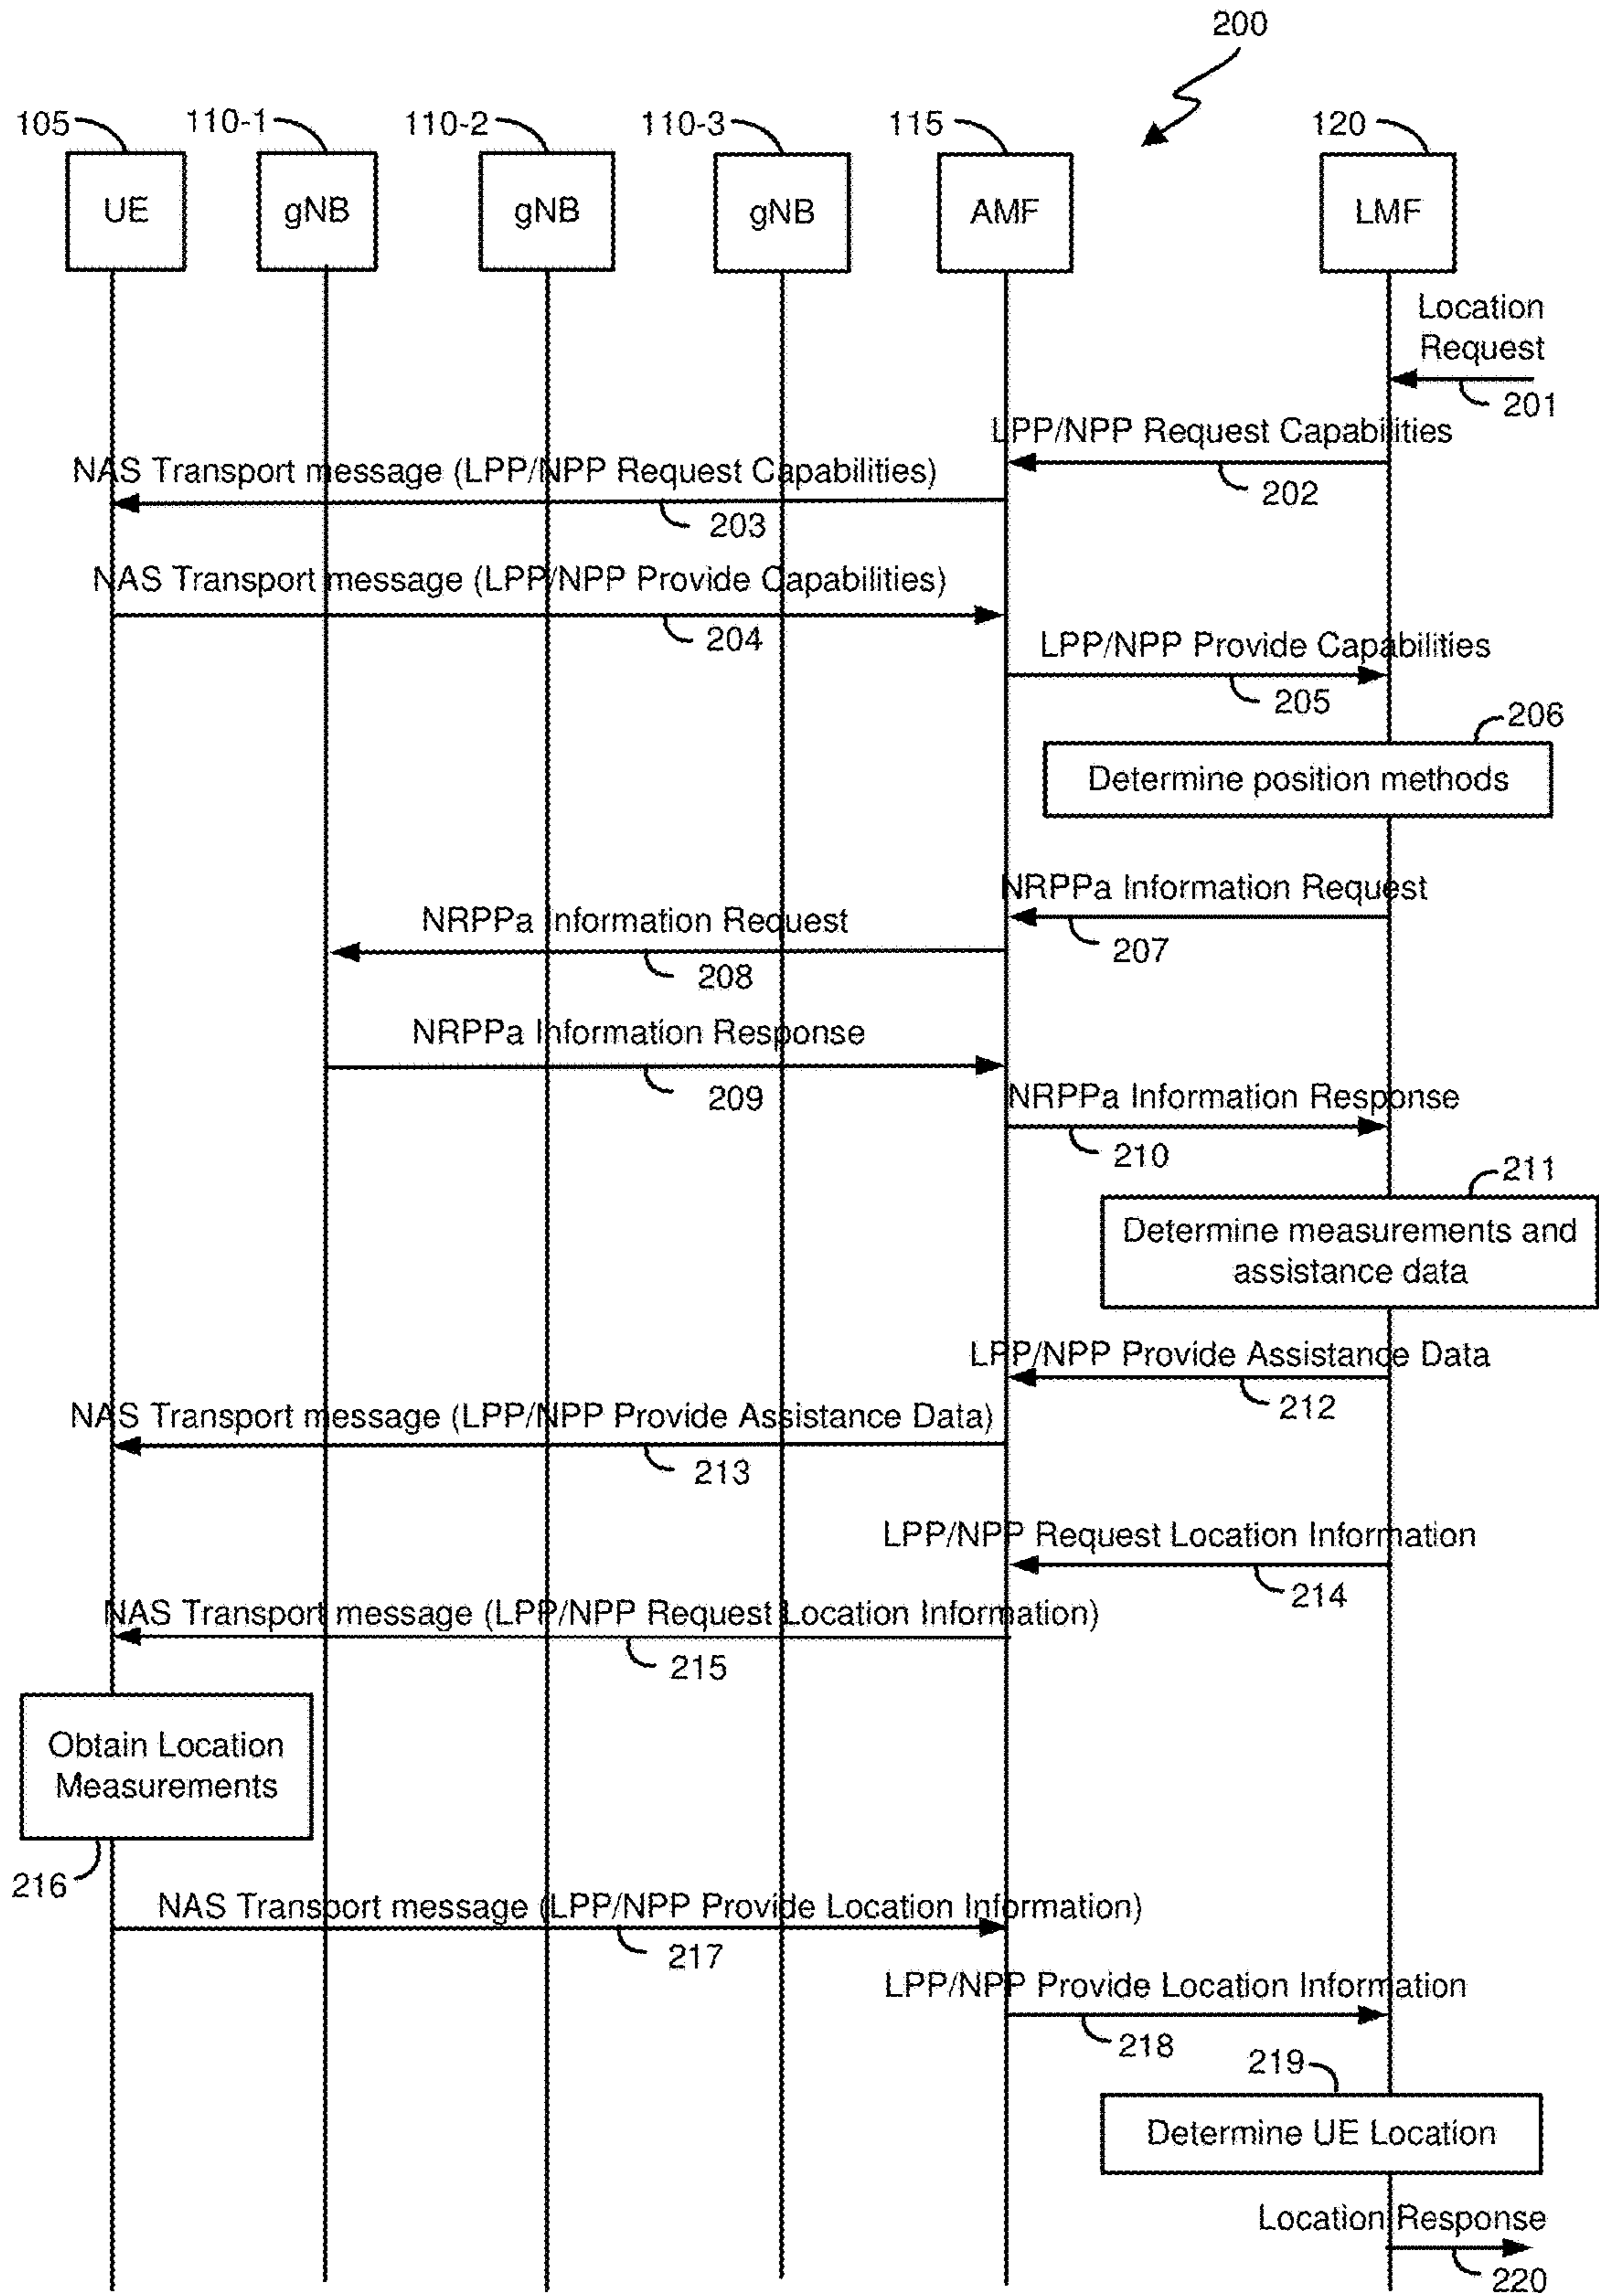 200
105
110-1
110-2
110-3
115
120
UE
gNB
gNB
gNB
AMF
LMF
Location
Request
201
LPP/NPP Request Capabilities
202
NAS Transport message (LPP/NPP Request Capabilities)
203
NAS Transport message (LPP/NPP Provide Capabilities)
204
LPP/NPP Provide Capabilities
205
206
Determine position methods
NRPPa Information Request
207
NRPPa Information Request
208
NRPPa Information Response
209
NRPPa Information Response
210
211
Determine measurements and
assistance data
LPP/NPP Provide Assistance Data
212
NAS Transport message (LPP/NPP Provide Assistance Data)
213
LPP/NPP Request Location Information
214
NAS Transport message (LPP/NPP Request Location Information)
215
Obtain Location
Measurements
216
NAS Transport message (LPP/NPP Provide Location Information)
217
LPP/NPP Provide Location Information
218
219
Determine UE Location
Location Response
220